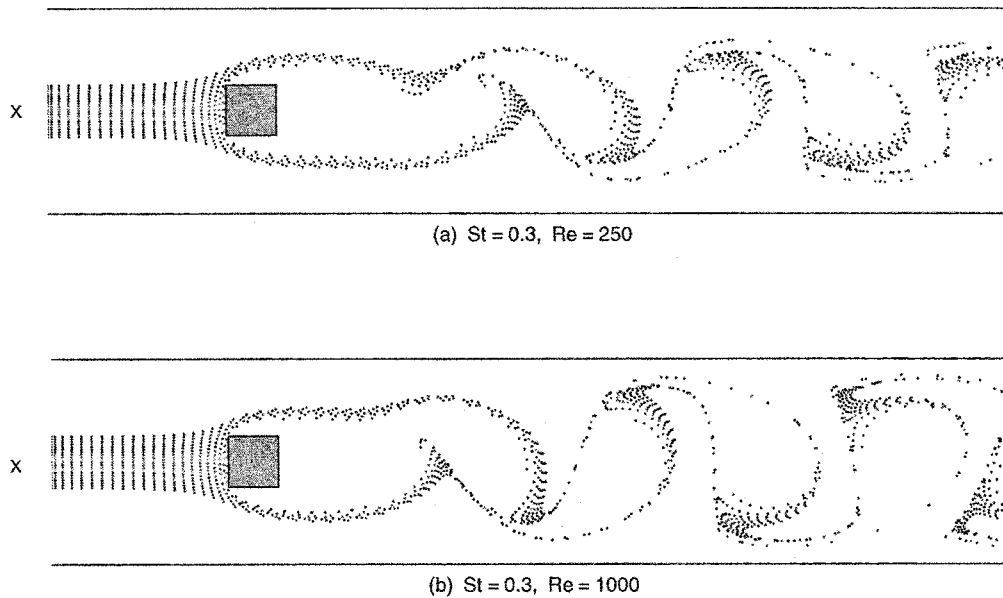 X
(a) St = 0.3, Re = 250
X
(b) St = 0.3, Re = 1000